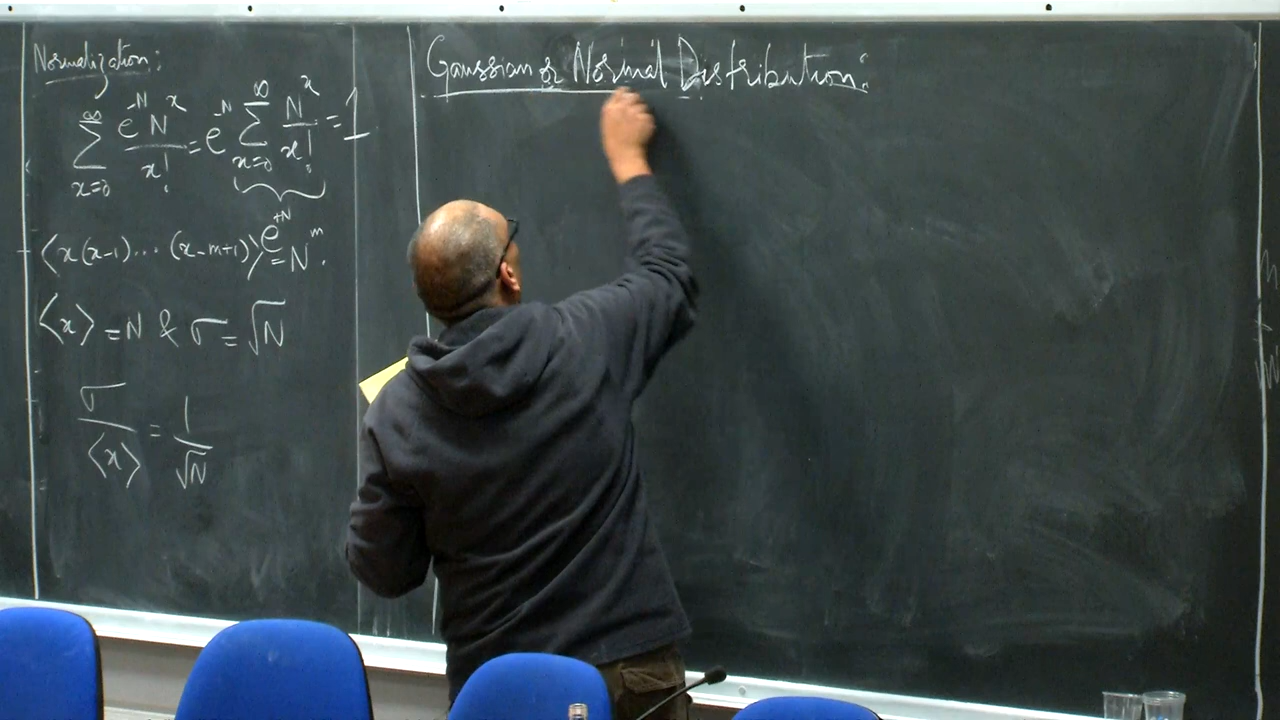 Normalization:
∞ ∑ x=0 e^-N N^x / x! = e^-N ∞ ∑ x=0 N^x / x! = 1
e^+N
⟨x(x-1)...(x-m+1)⟩ = N^m.
⟨x⟩ = N & σ = √N
σ / ⟨x⟩ = 1 / √N
Gaussian or Normal Distribution: